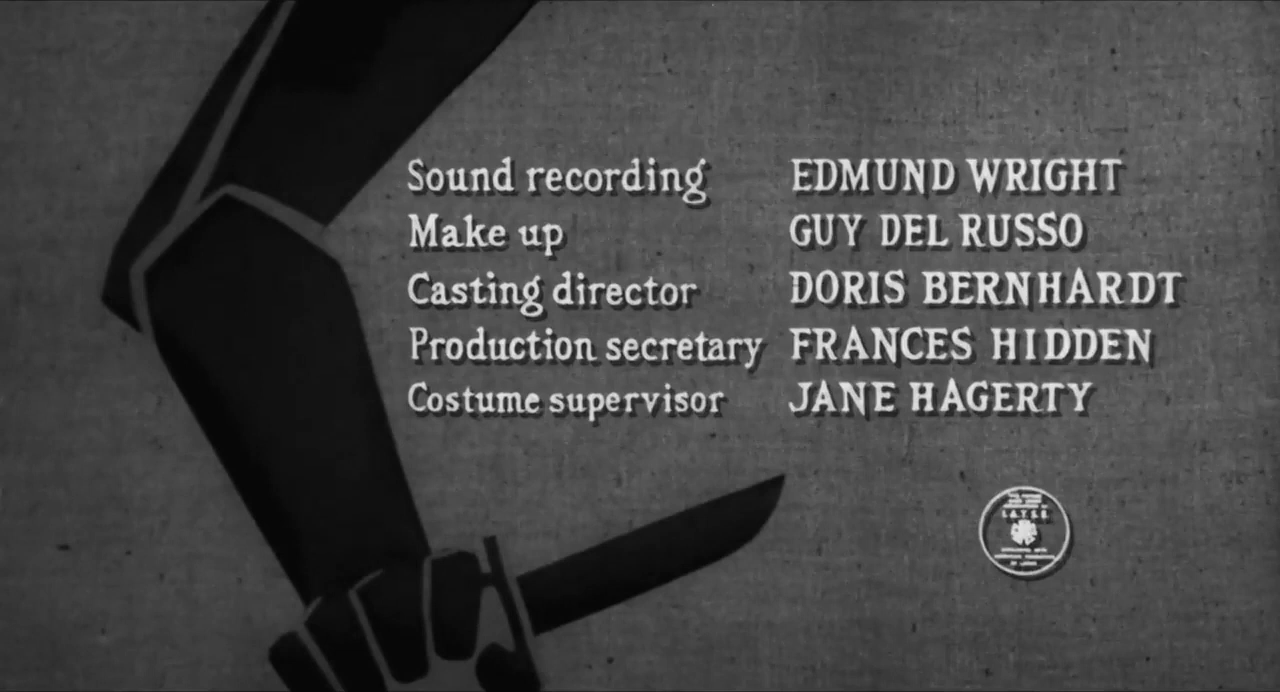 Sound recording EDMUND WRIGHT
Make up GUY DEL RUSSO
Casting director DORIS BERNHARDT
Production secretary FRANCES HIDDEN
Costume supervisor JANE HAGERTY
I.A.T.S.E.